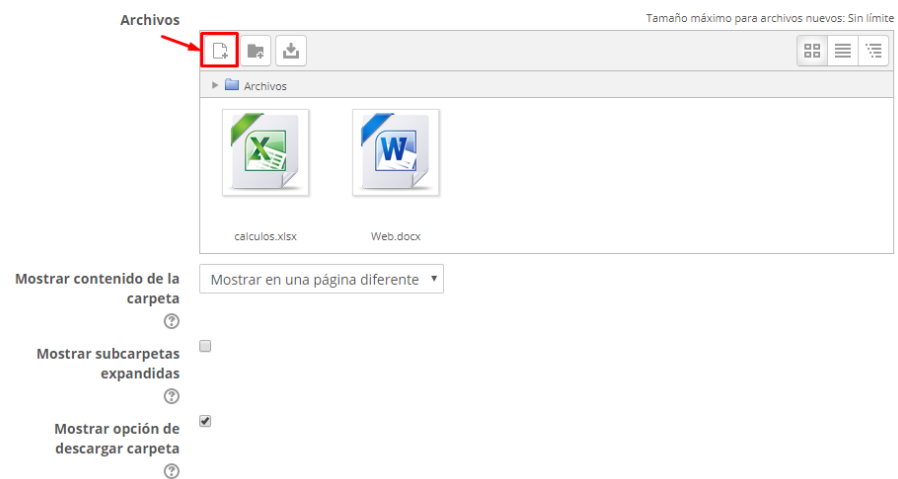 Archivos
Tamaño máximo para archivos nuevos: Sin límite
Archivos
calculos.xlsx
Web.docx
Mostrar contenido de la
carpeta
Mostrar en una página diferente
Mostrar subcarpetas
expandidas
Mostrar opción de
descargar carpeta